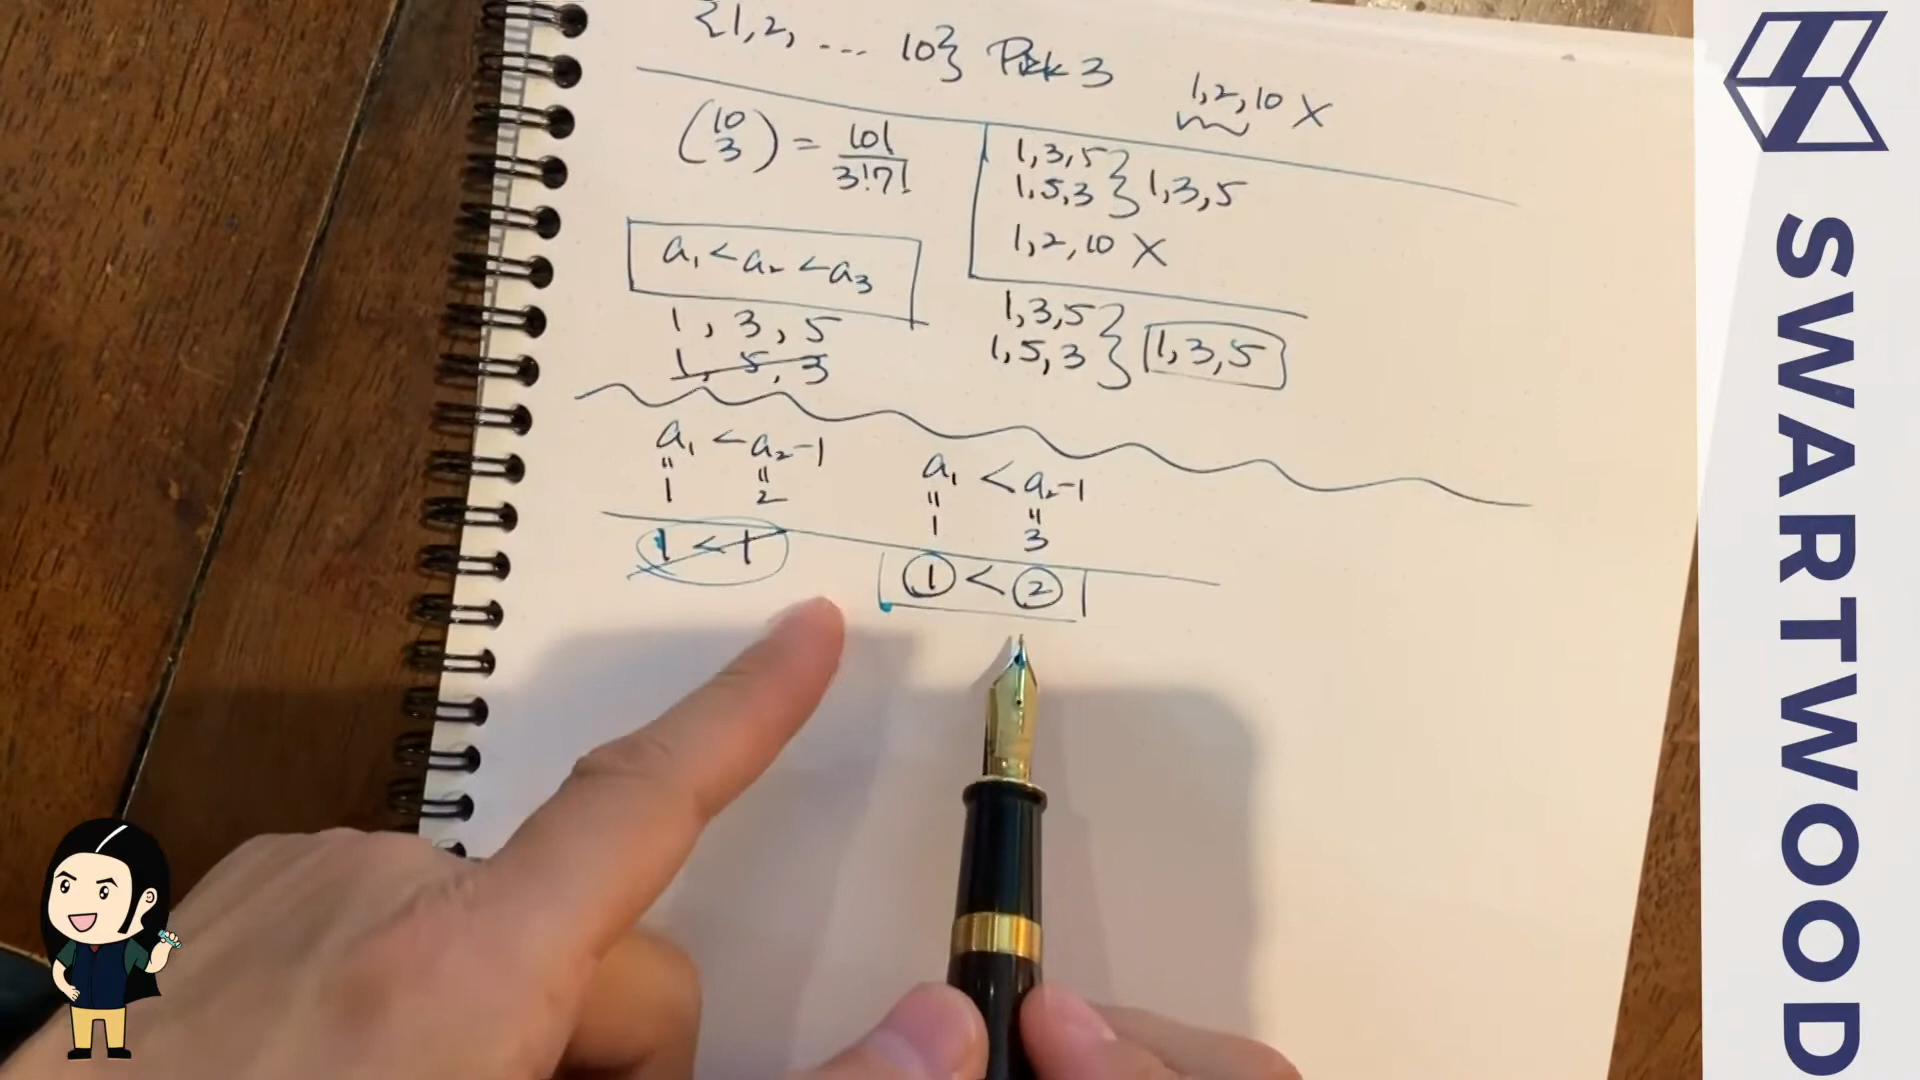 {1,2, ... 10} Pick 3
1,2,10 X
(10 3) = 10! / 3!7!
1,3,5
1,5,3 } 1,3,5
1,2,10 X
a₁ < a₂ < a₃
1, 3, 5
1, 5, 3
1,3,5
1,5,3 } 1,3,5
a₁ < a₂-1
" "
1 2
1 < 1
a₁ < a₂-1
" "
1 3
1 < 2
SWARTWOOD